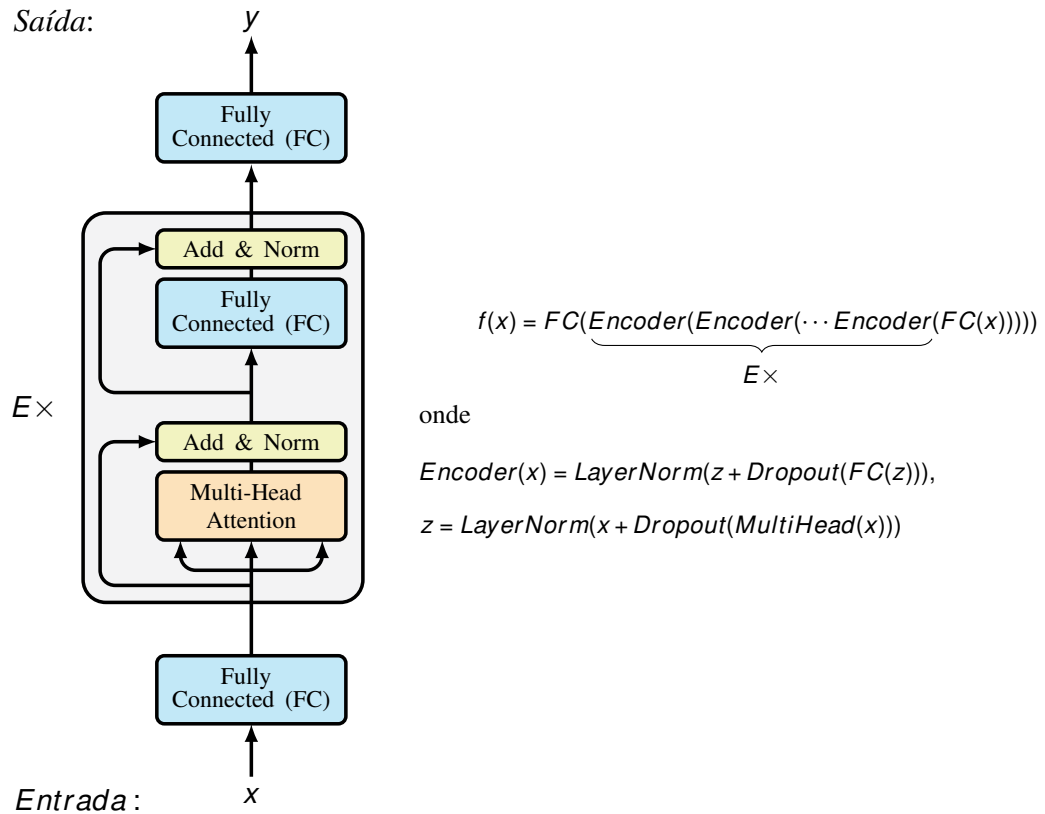 Saída:
y
Fully
Connected (FC)
Add & Norm
Fully
Connected (FC)
E×
Add & Norm
Multi-Head
Attention
Fully
Connected (FC)
Entrada :
x
f(x) = FC(Encoder(Encoder(··· Encoder(FC(x)))))
E×
onde
Encoder(x) = LayerNorm(z + Dropout(FC(z))),
z = LayerNorm(x + Dropout(MultiHead(x)))